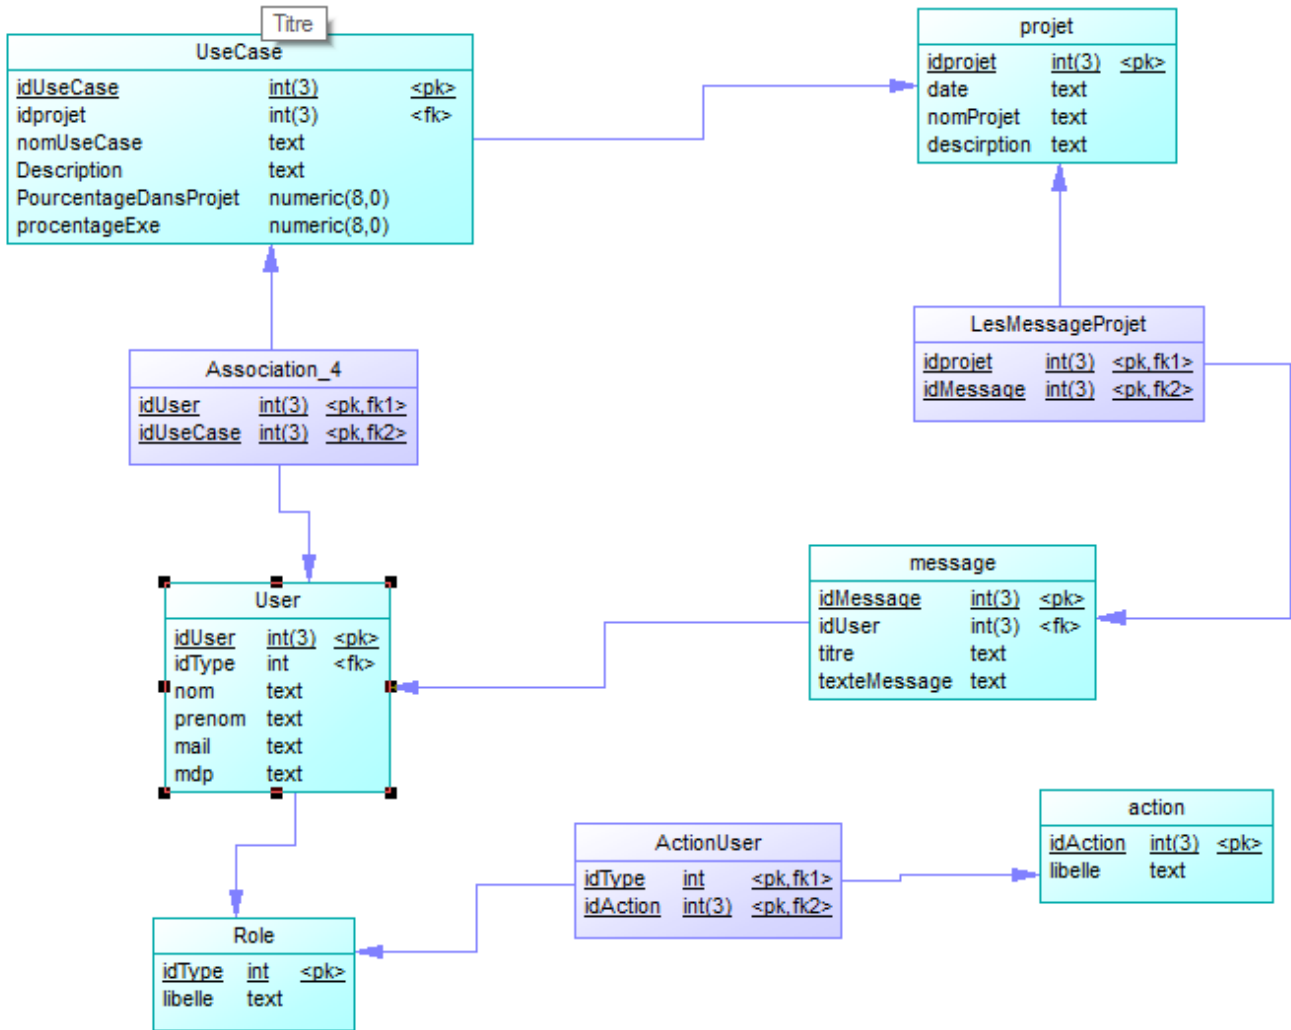 Titre
UseCase
idUseCase int(3) <pk>
idprojet int(3) <fk>
nomUseCase text
Description text
PourcentageDansProjet numeric(8,0)
procentageExe numeric(8,0)
projet
idprojet int(3) <pk>
date text
nomProjet text
descirption text
LesMessageProjet
idprojet int(3) <pk,fk1>
idMessage int(3) <pk,fk2>
Association_4
idUser int(3) <pk,fk1>
idUseCase int(3) <pk,fk2>
message
idMessage int(3) <pk>
idUser int(3) <fk>
titre text
texteMessage text
User
idUser int(3) <pk>
idType int <fk>
nom text
prenom text
mail text
mdp text
action
idAction int(3) <pk>
libelle text
ActionUser
idType int <pk,fk1>
idAction int(3) <pk,fk2>
Role
idType int <pk>
libelle text